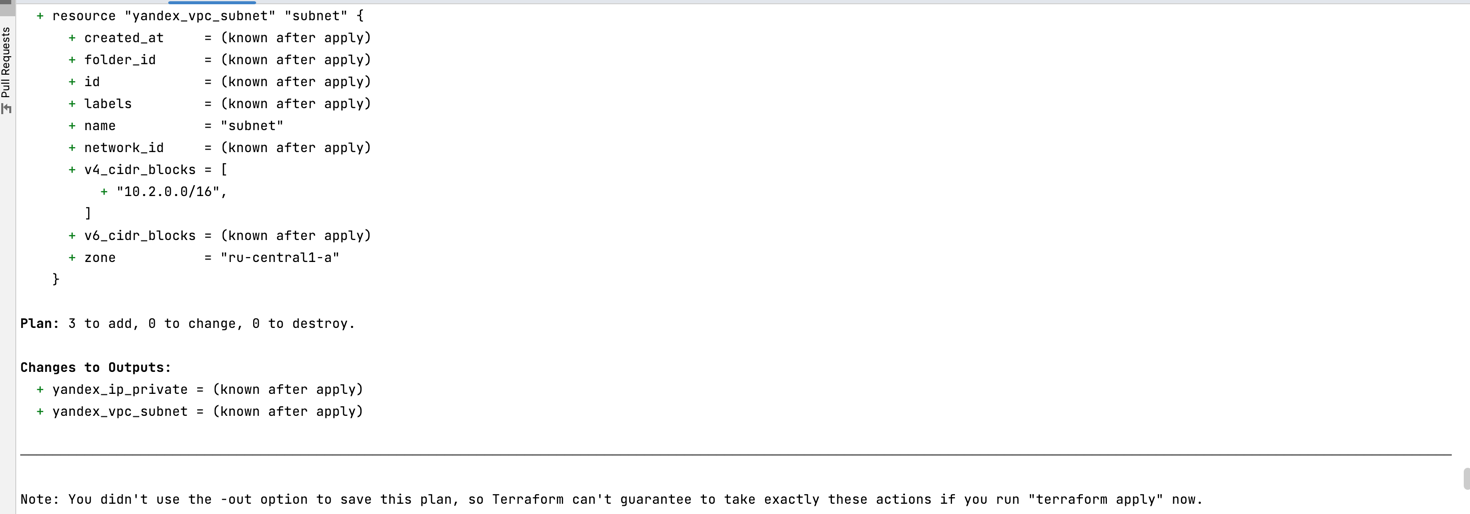 Pull Requests
+ resource "yandex_vpc_subnet" "subnet" {
+ created_at     = (known after apply)
+ folder_id      = (known after apply)
+ id             = (known after apply)
+ labels         = (known after apply)
+ name           = "subnet"
+ network_id     = (known after apply)
+ v4_cidr_blocks = [
+ "10.2.0.0/16",
]
+ v6_cidr_blocks = (known after apply)
+ zone           = "ru-central1-a"
}
Plan: 3 to add, 0 to change, 0 to destroy.
Changes to Outputs:
+ yandex_ip_private = (known after apply)
+ yandex_vpc_subnet = (known after apply)
Note: You didn't use the -out option to save this plan, so Terraform can't guarantee to take exactly these actions if you run "terraform apply" now.